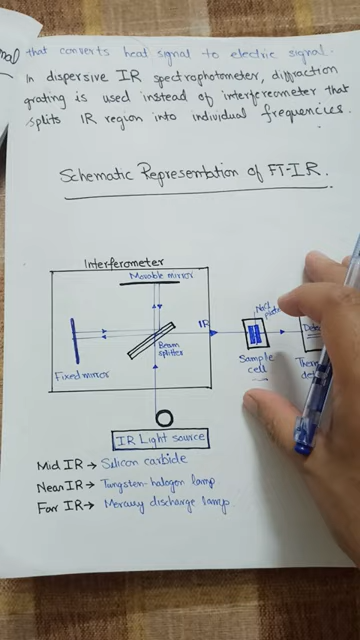 that converts heat signal to electric signal.
In dispersive IR spectrophotometer, diffraction
grating is used instead of interfereometer that
splits IR region into individual frequencies.
Schematic Representation of FT-IR.
Interferometer
Movable mirror
IR
Beam
splitter
Fixed mirror
NaCl
Sample
cell
IR Light source
Mid IR → Silicon carbide
Near IR → Tungsten-halogen lamp
Far IR → Mercury discharge lamp